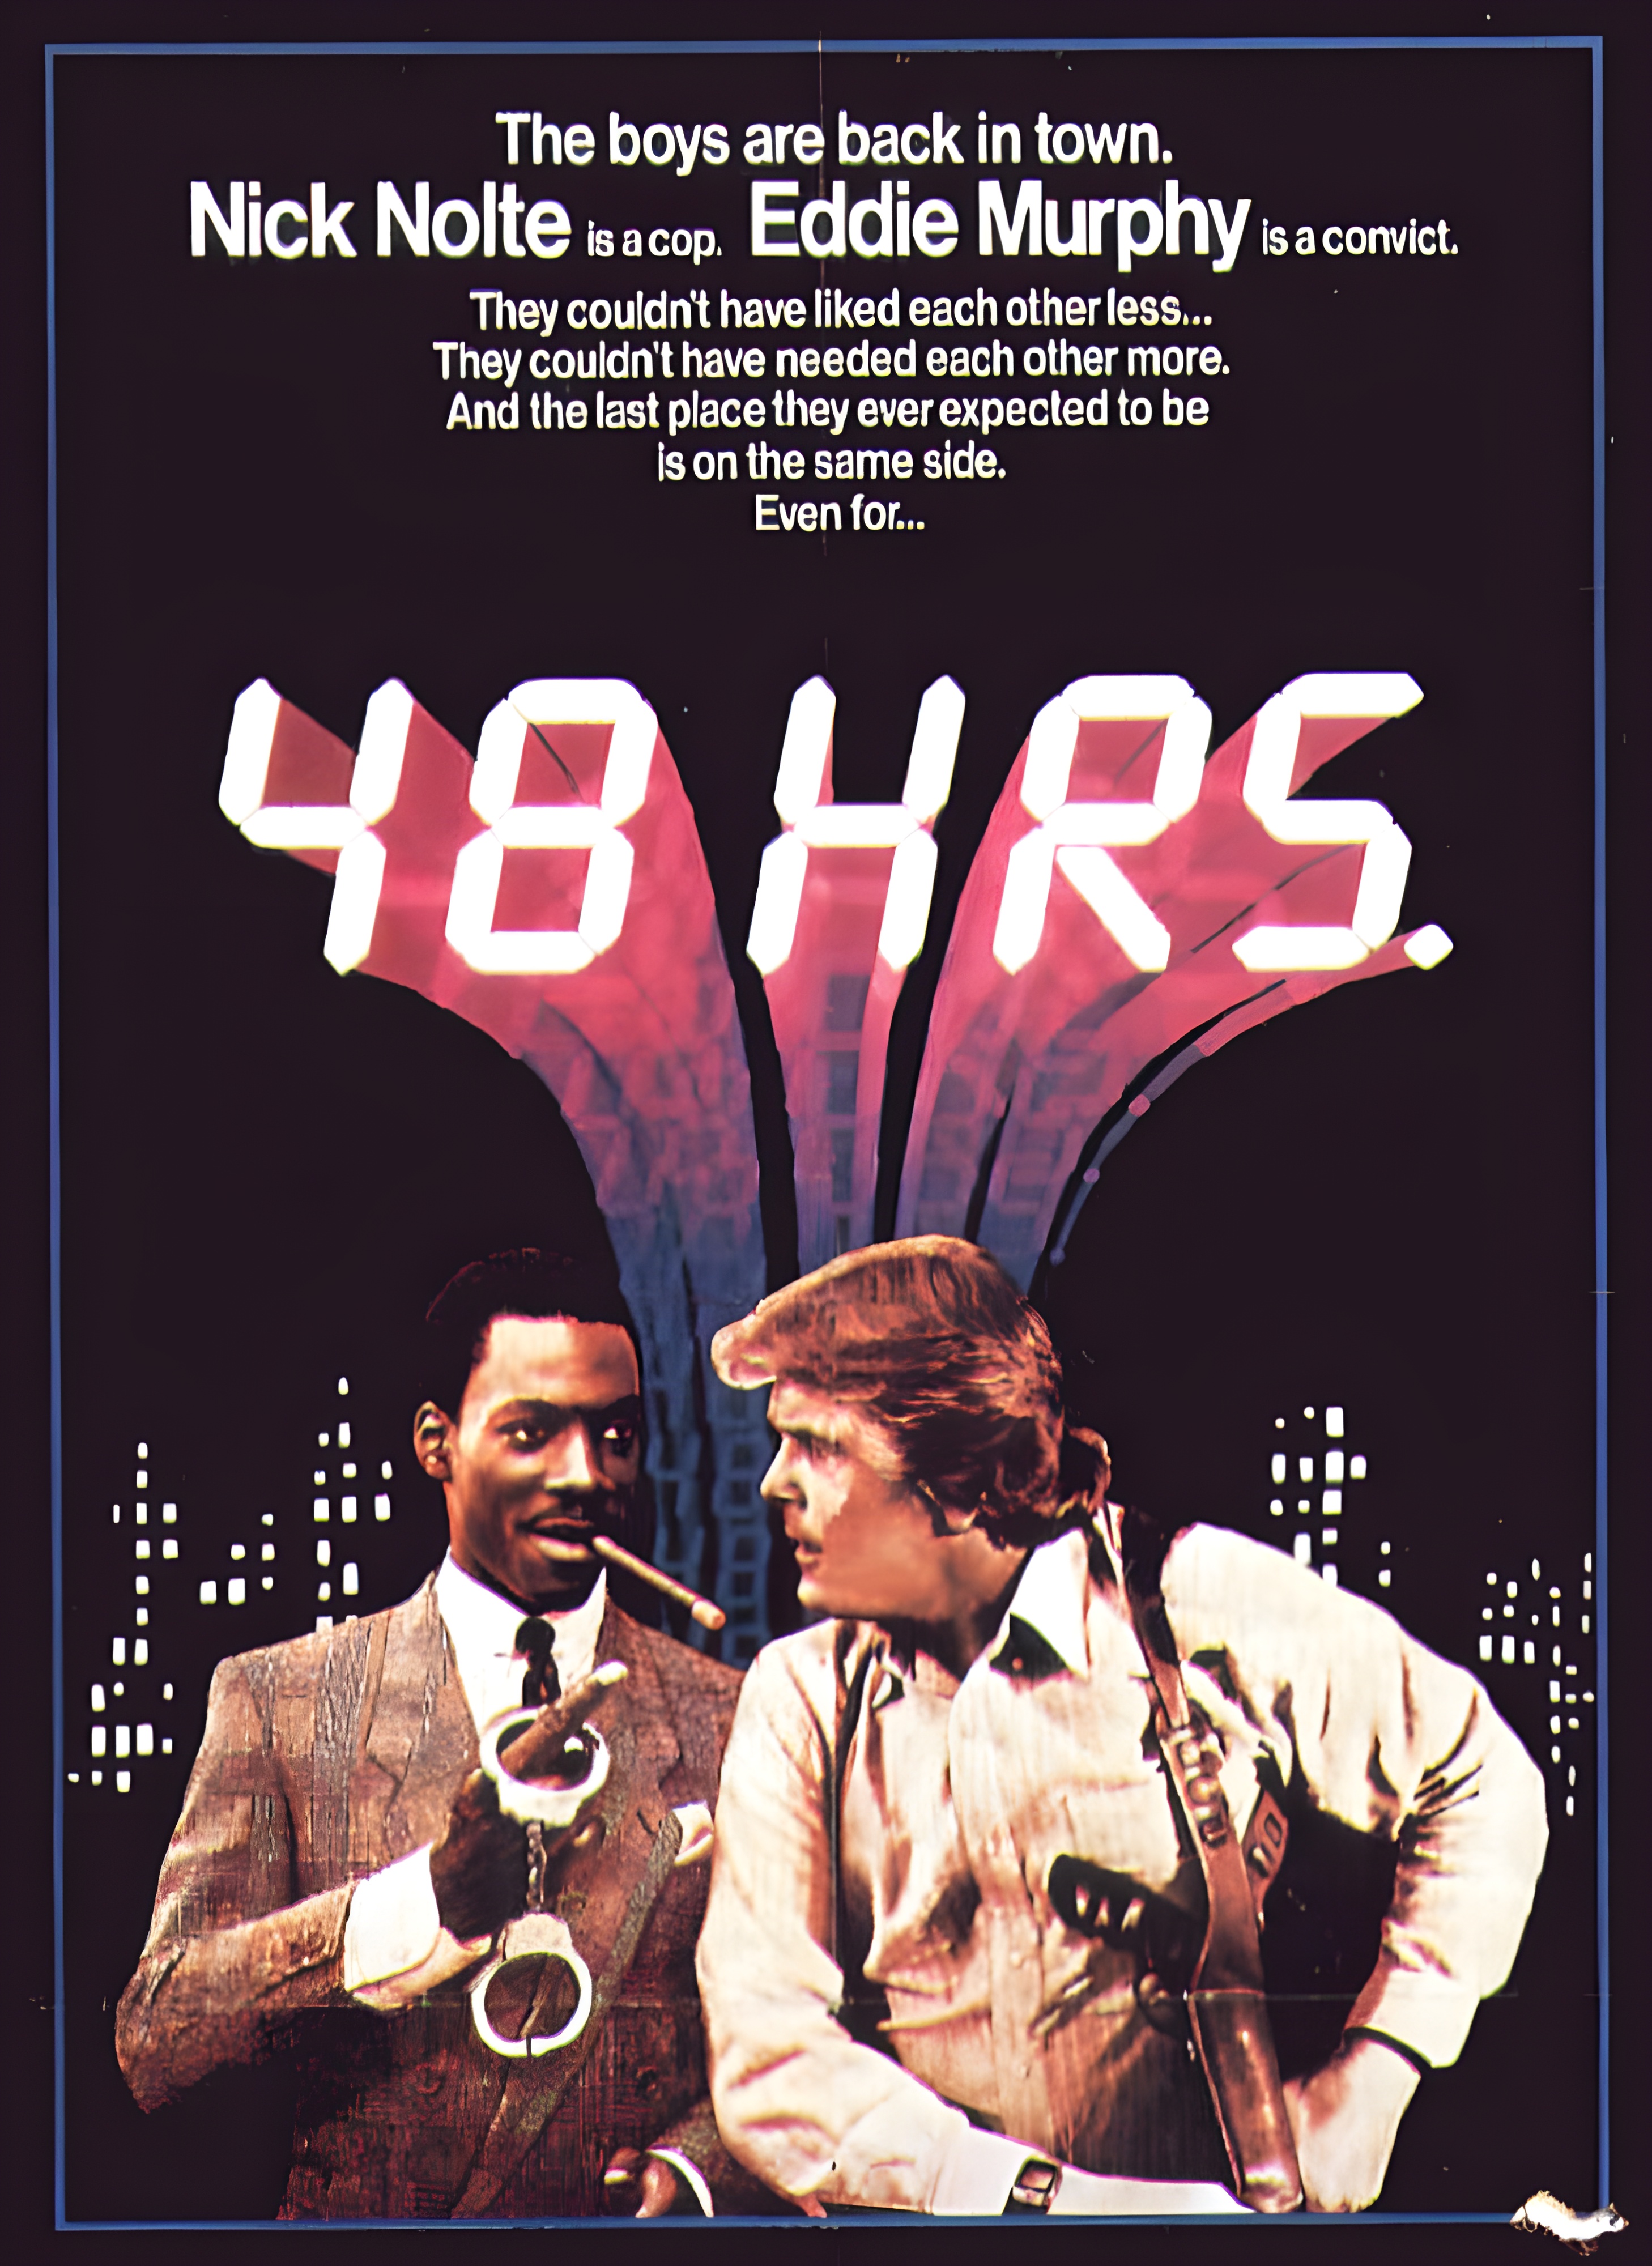 The boys are back in town.
Nick Nolte is a cop. Eddie Murphy is a convict.
They couldn't have liked each other less...
They couldn't have needed each other more.
And the last place they ever expected to be
is on the same side.
Even for...
48 HRS.